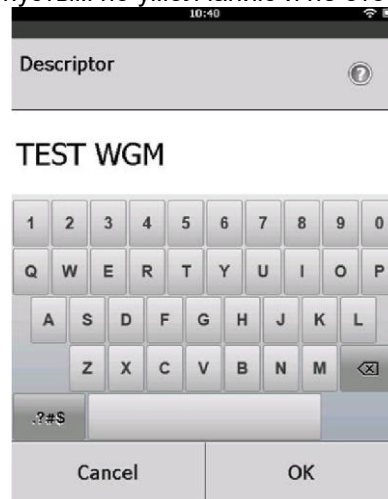 10:40
Descriptor
?
TEST WGM
1 2 3 4 5 6 7 8 9 0
Q W E R T Y U I O P
A S D F G H J K L
Z X C V B N M
.?#$
Cancel OK